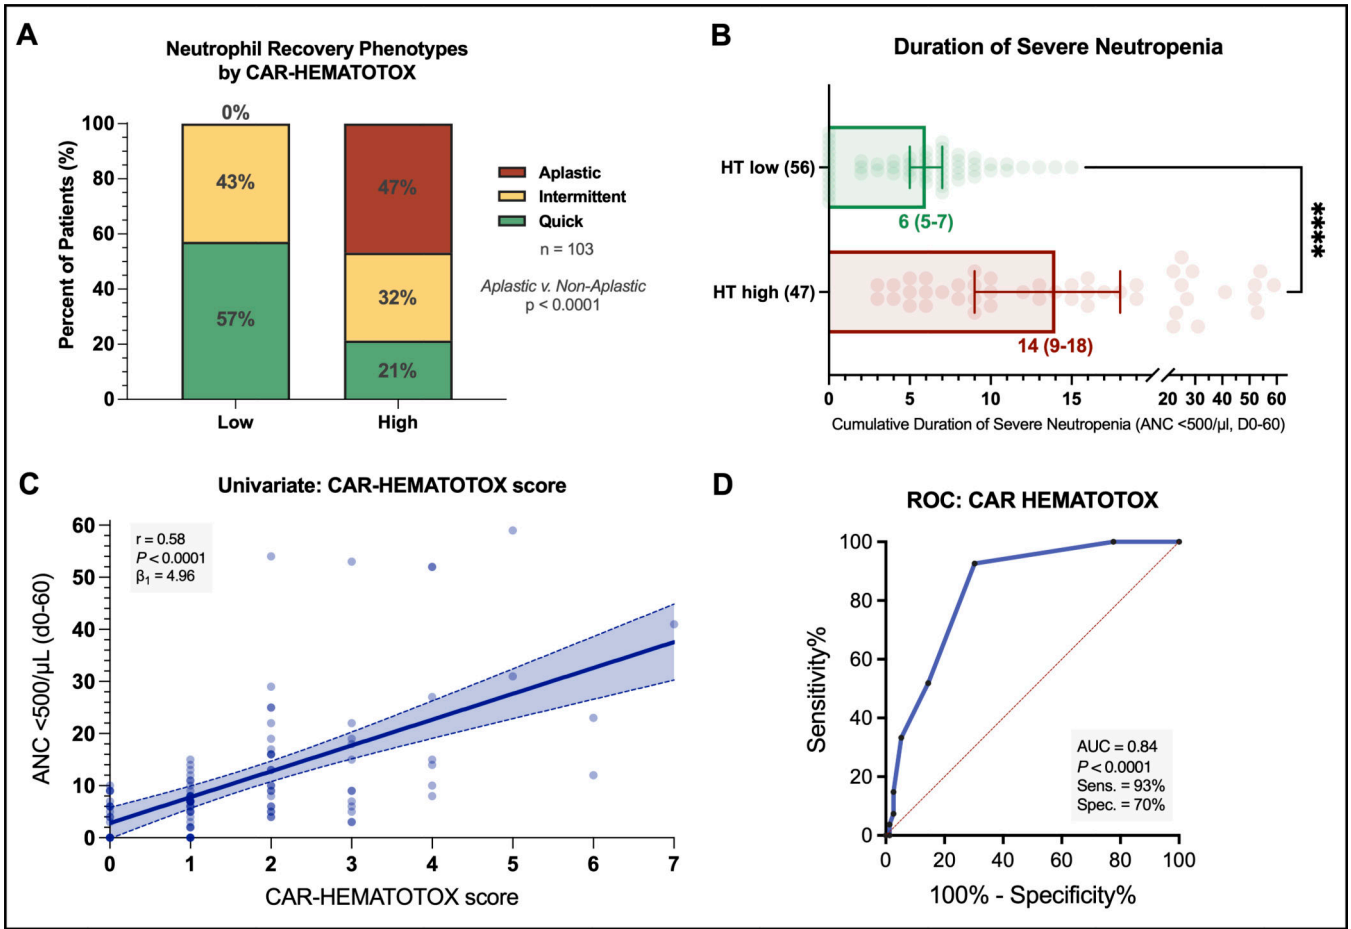 A
Neutrophil Recovery Phenotypes
by CAR-HEMATOTOX
Percent of Patients (%)
100
80
60
40
20
0
0%
43%
57%
47%
32%
21%
Low
High
Aplastic
Intermittent
Quick
n = 103
Aplastic v. Non-Aplastic
p < 0.0001
B
Duration of Severe Neutropenia
HT low (56)
6 (5-7)
HT high (47)
14 (9-18)
****
0 5 10 15 20 30 40 50 60
Cumulative Duration of Severe Neutropenia (ANC <500/µl, D0-60)
C
Univariate: CAR-HEMATOTOX score
r = 0.58
P < 0.0001
β1 = 4.96
ANC <500/µL (d0-60)
60
50
40
30
20
10
0
0 1 2 3 4 5 6 7
CAR-HEMATOTOX score
D
ROC: CAR HEMATOTOX
Sensitivity%
100
80
60
40
20
0
AUC = 0.84
P < 0.0001
Sens. = 93%
Spec. = 70%
0 20 40 60 80 100
100% - Specificity%